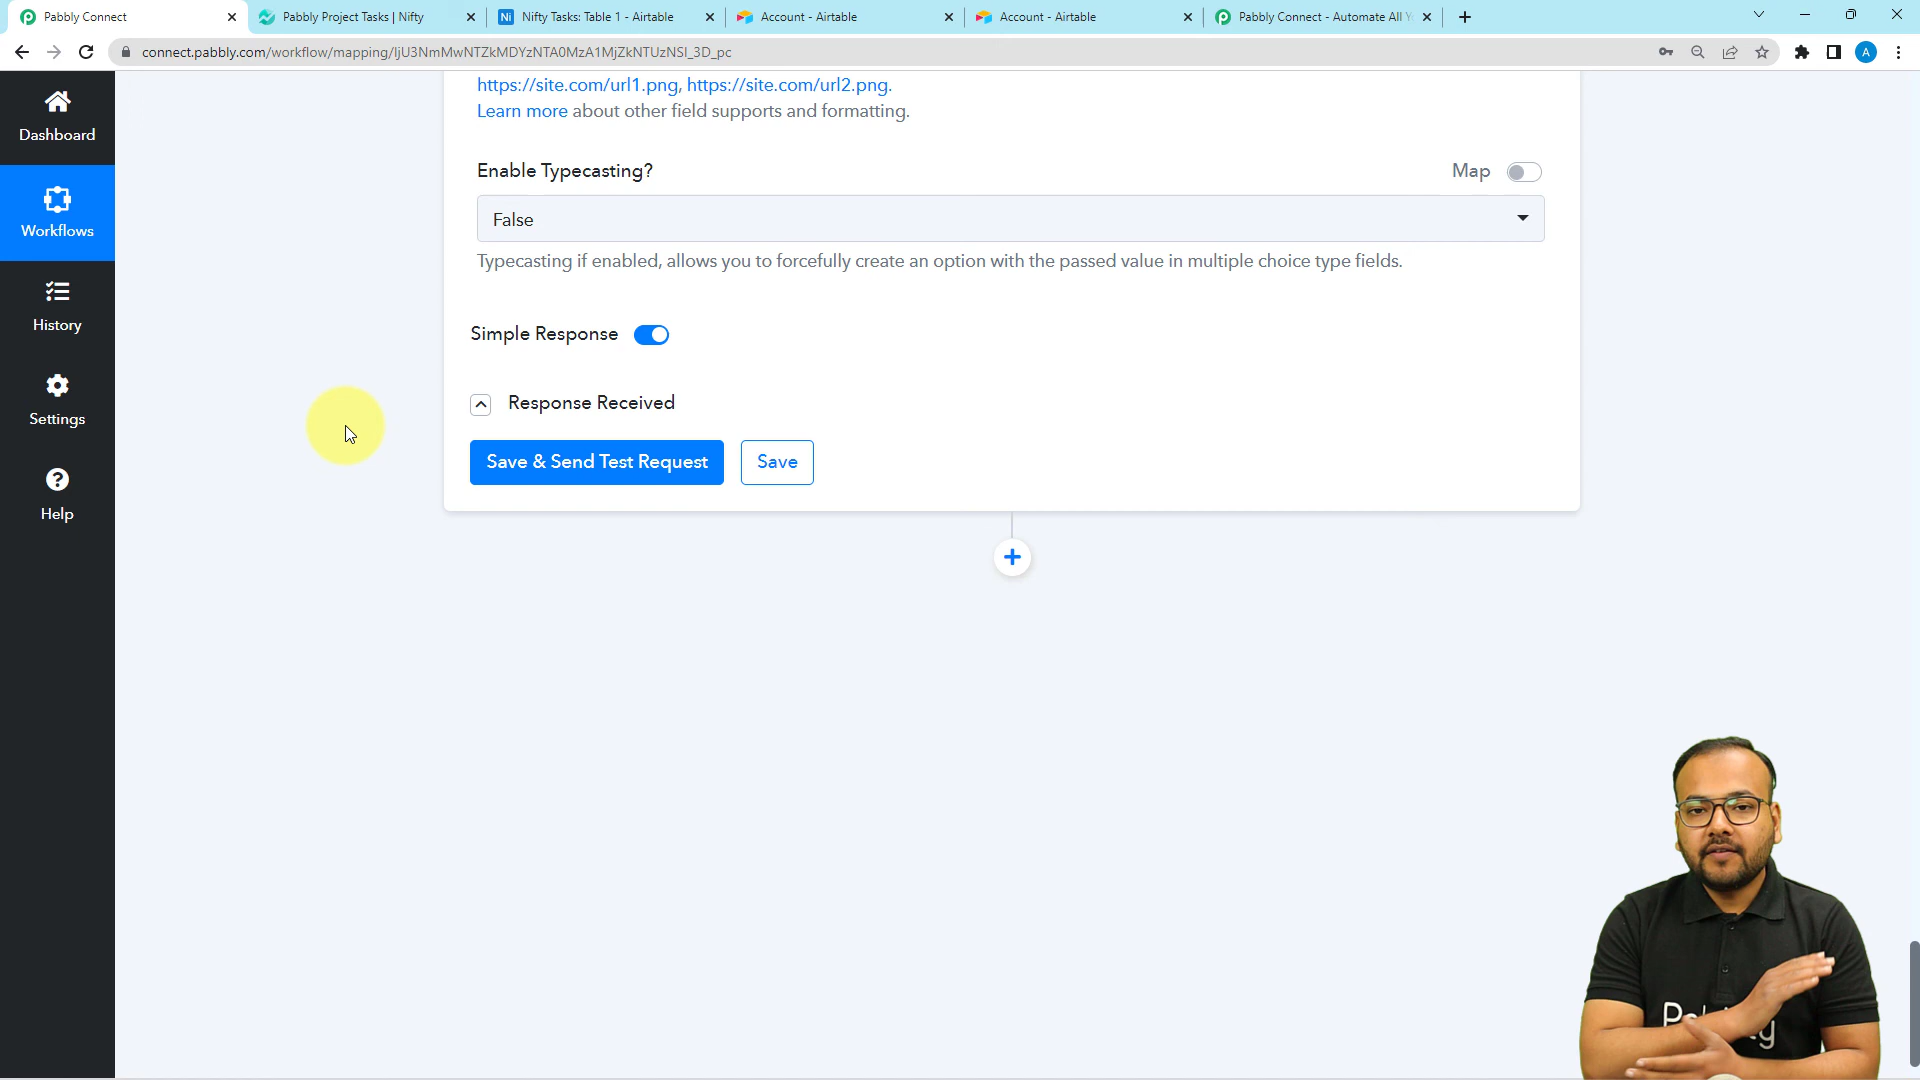 Pabbly Connect
Pabbly Project Tasks | Nifty
Nifty Tasks: Table 1 - Airtable
Account - Airtable
Account - Airtable
Pabbly Connect - Automate All Y
connect.pabbly.com/workflow/mapping/IjU3NmMwNTZkMDYzNTA0MzA1MjZkNTUzNSI_3D_pc
A
Dashboard
Workflows
History
Settings
Help
https://site.com/url1.png, https://site.com/url2.png.
Learn more about other field supports and formatting.
Enable Typecasting?
Map
False
Typecasting if enabled, allows you to forcefully create an option with the passed value in multiple choice type fields.
Simple Response
Response Received
Save & Send Test Request
Save